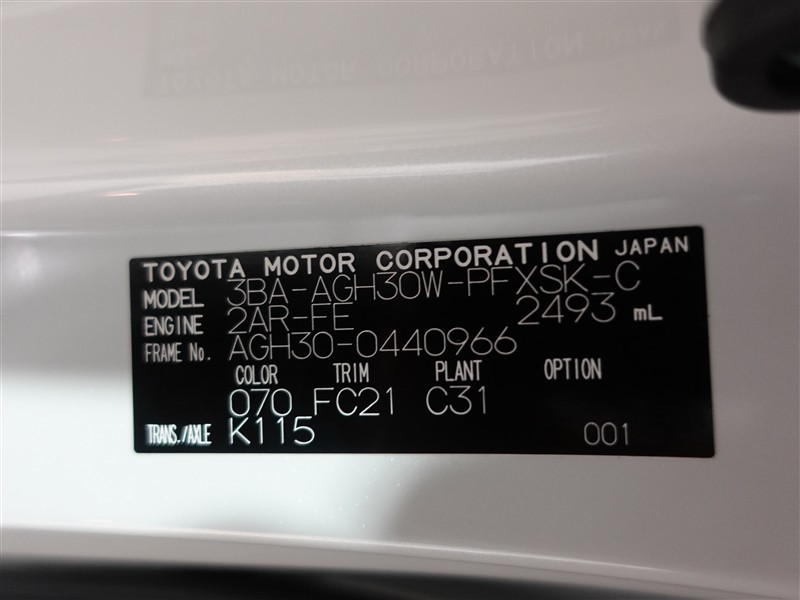 TOYOTA MOTOR CORPORATION JAPAN
MODEL 3BA-AGH30W-PFXSK-C
ENGINE 2AR-FE 2493 mL
FRAME No. AGH30-0440966
COLOR TRIM PLANT OPTION
070 FC21 C31
TRANS./AXLE K115 001